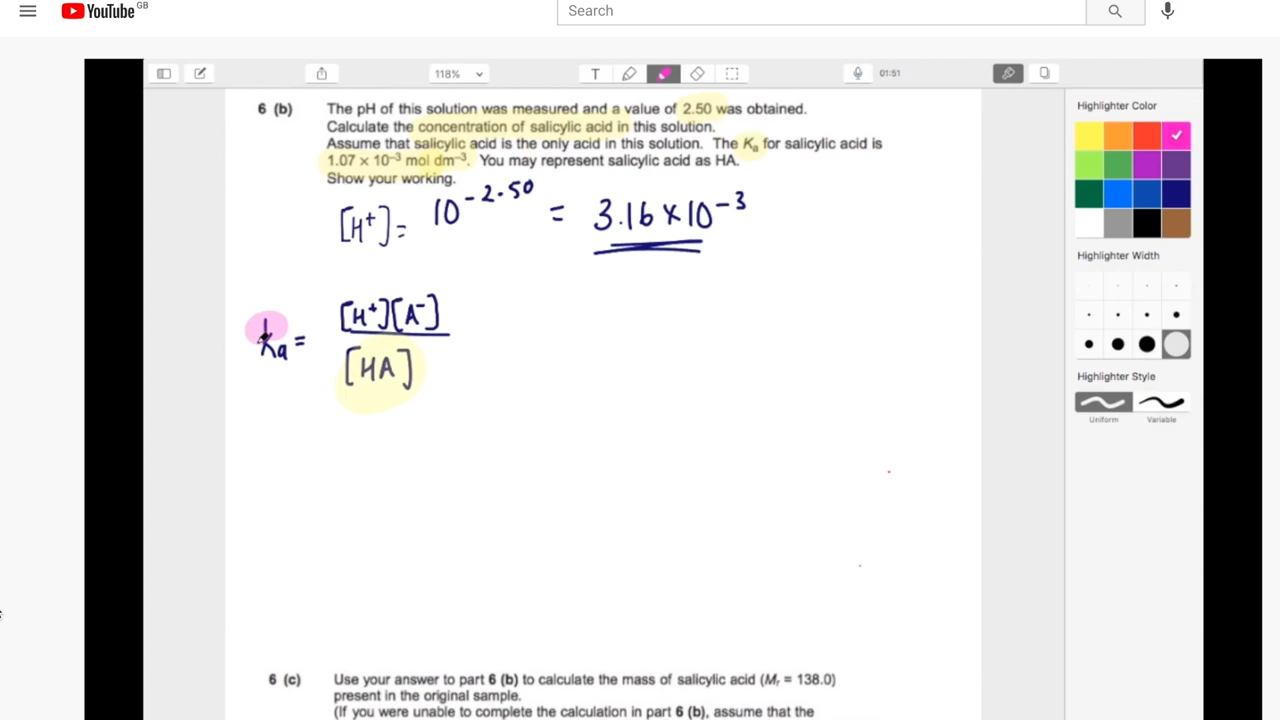 YouTube GB
Search
118%
T
01:51
6 (b) The pH of this solution was measured and a value of 2.50 was obtained.
Calculate the concentration of salicylic acid in this solution.
Assume that salicylic acid is the only acid in this solution. The Kₐ for salicylic acid is
1.07 × 10⁻³ mol dm⁻³. You may represent salicylic acid as HA.
Show your working.
[H⁺] = 10⁻²·⁵⁰ = 3.16 × 10⁻³
Ka = [H⁺][A⁻]
[HA]
6 (c) Use your answer to part 6 (b) to calculate the mass of salicylic acid (Mᵣ = 138.0)
present in the original sample.
(If you were unable to complete the calculation in part 6 (b), assume that the
Highlighter Color
Highlighter Width
Highlighter Style
Uniform Variable